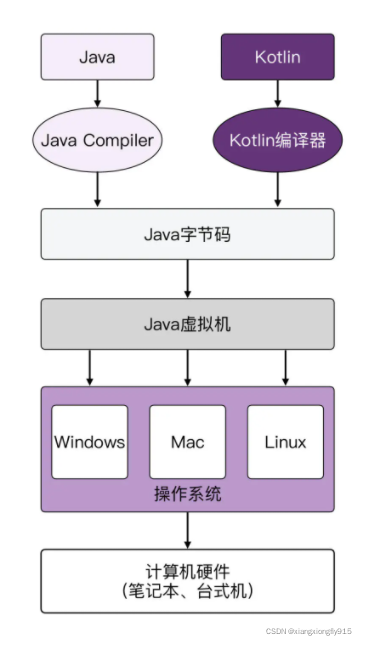 Java
Kotlin
Java Compiler
Kotlin编译器
Java字节码
Java虚拟机
Windows
Mac
Linux
操作系统
计算机硬件
（笔记本、台式机）
CSDN @xiangxiongfly915